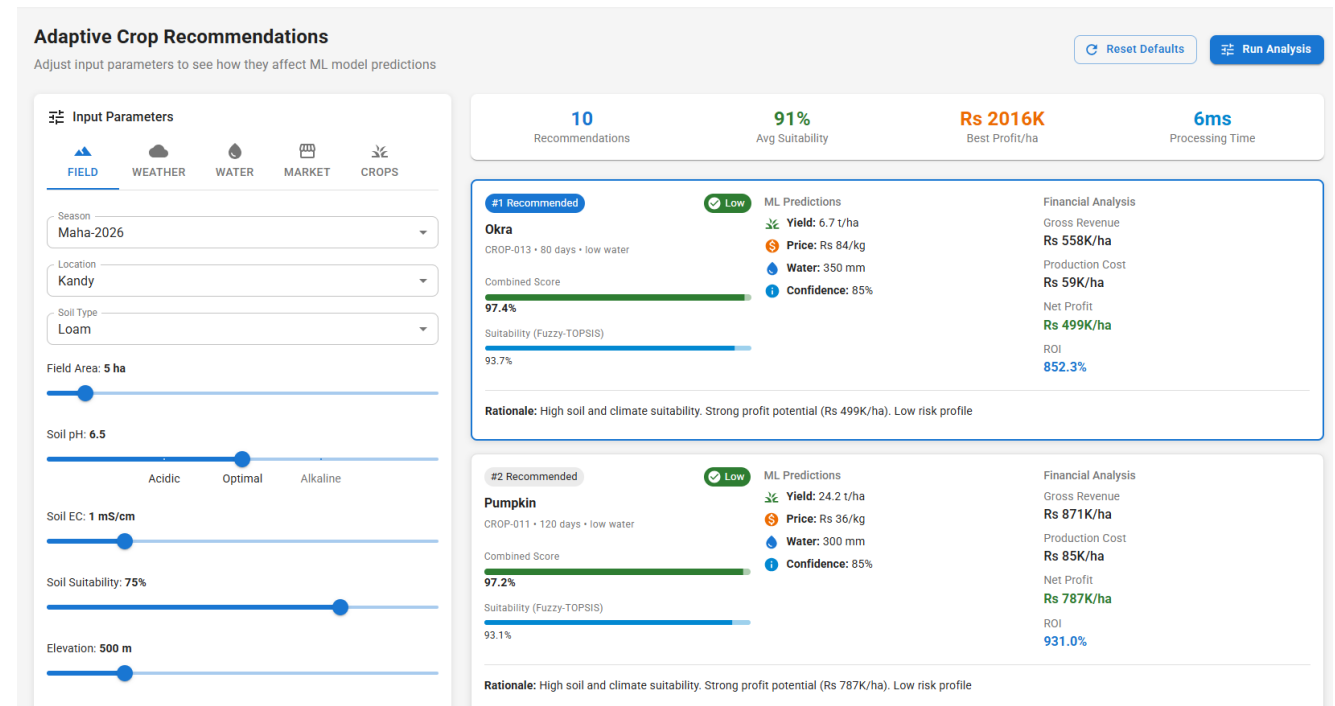 Adaptive Crop Recommendations
Adjust input parameters to see how they affect ML model predictions
Reset Defaults
Run Analysis
Input Parameters
FIELD
WEATHER
WATER
MARKET
CROPS
Season
Maha-2026
Location
Kandy
Soil Type
Loam
Field Area: 5 ha
Soil pH: 6.5
Acidic
Optimal
Alkaline
Soil EC: 1 mS/cm
Soil Suitability: 75%
Elevation: 500 m
10
Recommendations
91%
Avg Suitability
Rs 2016K
Best Profit/ha
6ms
Processing Time
#1 Recommended
Low
Okra
CROP-013 • 80 days • low water
Combined Score
97.4%
Suitability (Fuzzy-TOPSIS)
93.7%
ML Predictions
Yield: 6.7 t/ha
Price: Rs 84/kg
Water: 350 mm
Confidence: 85%
Financial Analysis
Gross Revenue
Rs 558K/ha
Production Cost
Rs 59K/ha
Net Profit
Rs 499K/ha
ROI
852.3%
Rationale: High soil and climate suitability. Strong profit potential (Rs 499K/ha). Low risk profile
#2 Recommended
Low
Pumpkin
CROP-011 • 120 days • low water
Combined Score
97.2%
Suitability (Fuzzy-TOPSIS)
93.1%
ML Predictions
Yield: 24.2 t/ha
Price: Rs 36/kg
Water: 300 mm
Confidence: 85%
Financial Analysis
Gross Revenue
Rs 871K/ha
Production Cost
Rs 85K/ha
Net Profit
Rs 787K/ha
ROI
931.0%
Rationale: High soil and climate suitability. Strong profit potential (Rs 787K/ha). Low risk profile